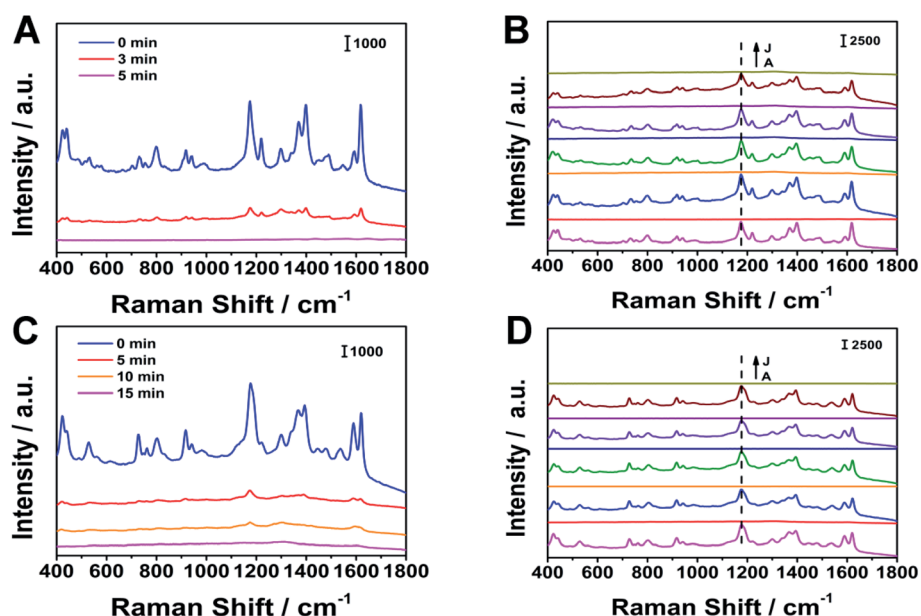 A
0 min
3 min
5 min
1000
Intensity / a.u.
400 600 800 1000 1200 1400 1600 1800
Raman Shift / cm⁻¹
B
2500
J
A
Intensity / a.u.
400 600 800 1000 1200 1400 1600 1800
Raman Shift / cm⁻¹
C
0 min
5 min
10 min
15 min
1000
Intensity / a.u.
400 600 800 1000 1200 1400 1600 1800
Raman Shift / cm⁻¹
D
2500
J
A
Intensity / a.u.
400 600 800 1000 1200 1400 1600 1800
Raman Shift / cm⁻¹